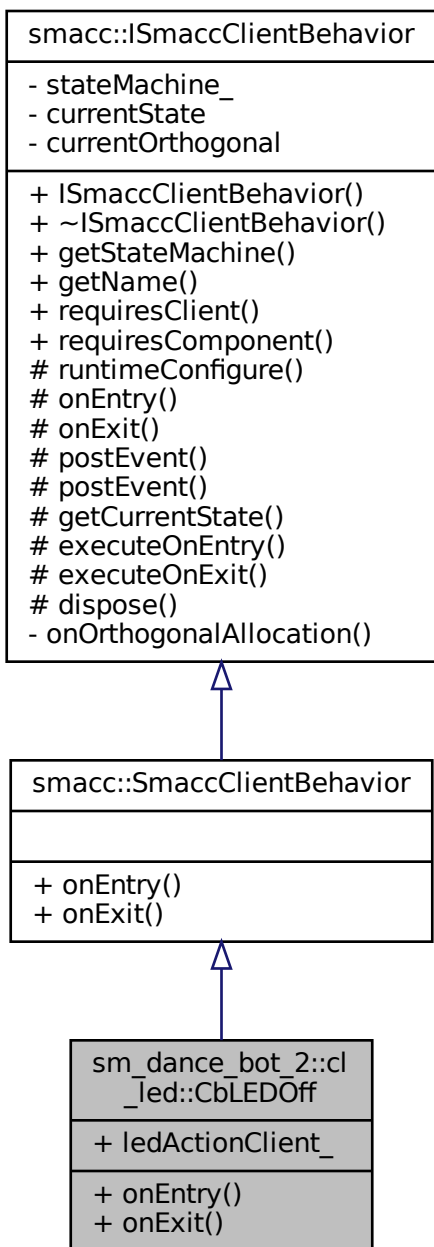 smacc::ISmaccClientBehavior
- stateMachine_
- currentState
- currentOrthogonal
+ ISmaccClientBehavior()
+ ~ISmaccClientBehavior()
+ getStateMachine()
+ getName()
+ requiresClient()
+ requiresComponent()
# runtimeConfigure()
# onEntry()
# onExit()
# postEvent()
# postEvent()
# getCurrentState()
# executeOnEntry()
# executeOnExit()
# dispose()
- onOrthogonalAllocation()
smacc::SmaccClientBehavior
+ onEntry()
+ onExit()
sm_dance_bot_2::cl
_led::CbLEDOff
+ ledActionClient_
+ onEntry()
+ onExit()